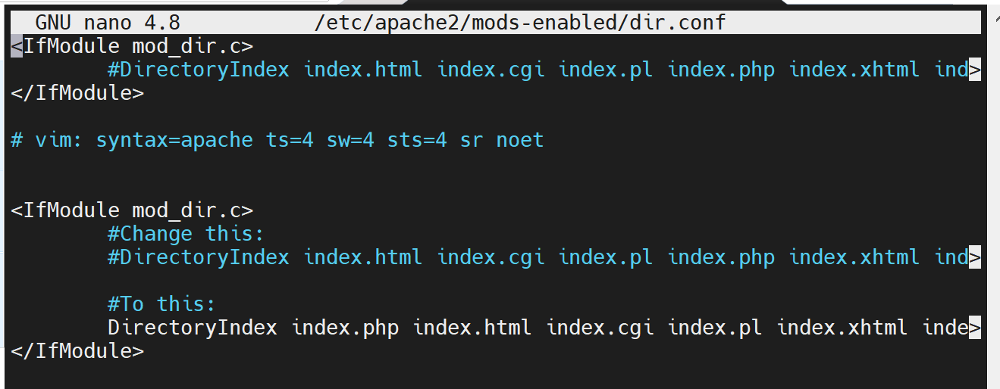 GNU nano 4.8 /etc/apache2/mods-enabled/dir.conf
<IfModule mod_dir.c>
#DirectoryIndex index.html index.cgi index.pl index.php index.xhtml ind>
</IfModule>
# vim: syntax=apache ts=4 sw=4 sts=4 sr noet
<IfModule mod_dir.c>
#Change this:
#DirectoryIndex index.html index.cgi index.pl index.php index.xhtml ind>
#To this:
DirectoryIndex index.php index.html index.cgi index.pl index.xhtml inde>
</IfModule>